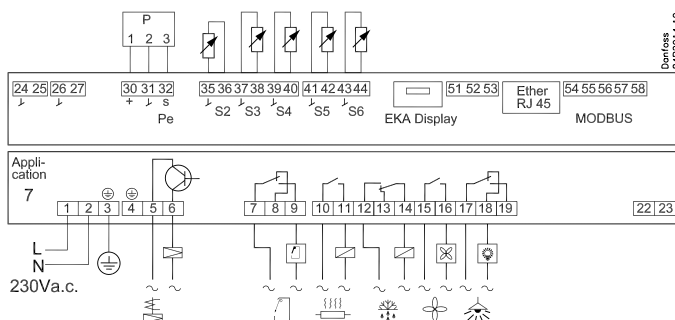 P
1 2 3
Danfoss
24 25 26 27 30 31 32 35 36 37 38 39 40 41 42 43 44 51 52 53 Ether RJ 45 54 55 56 57 58
+ s S2 S3 S4 S5 S6
Pe EKA Display MODBUS
Appli-
cation
7
1 2 3 4 5 6 7 8 9 10 11 12 13 14 15 16 17 18 19 22 23
L
N
230Va.c.